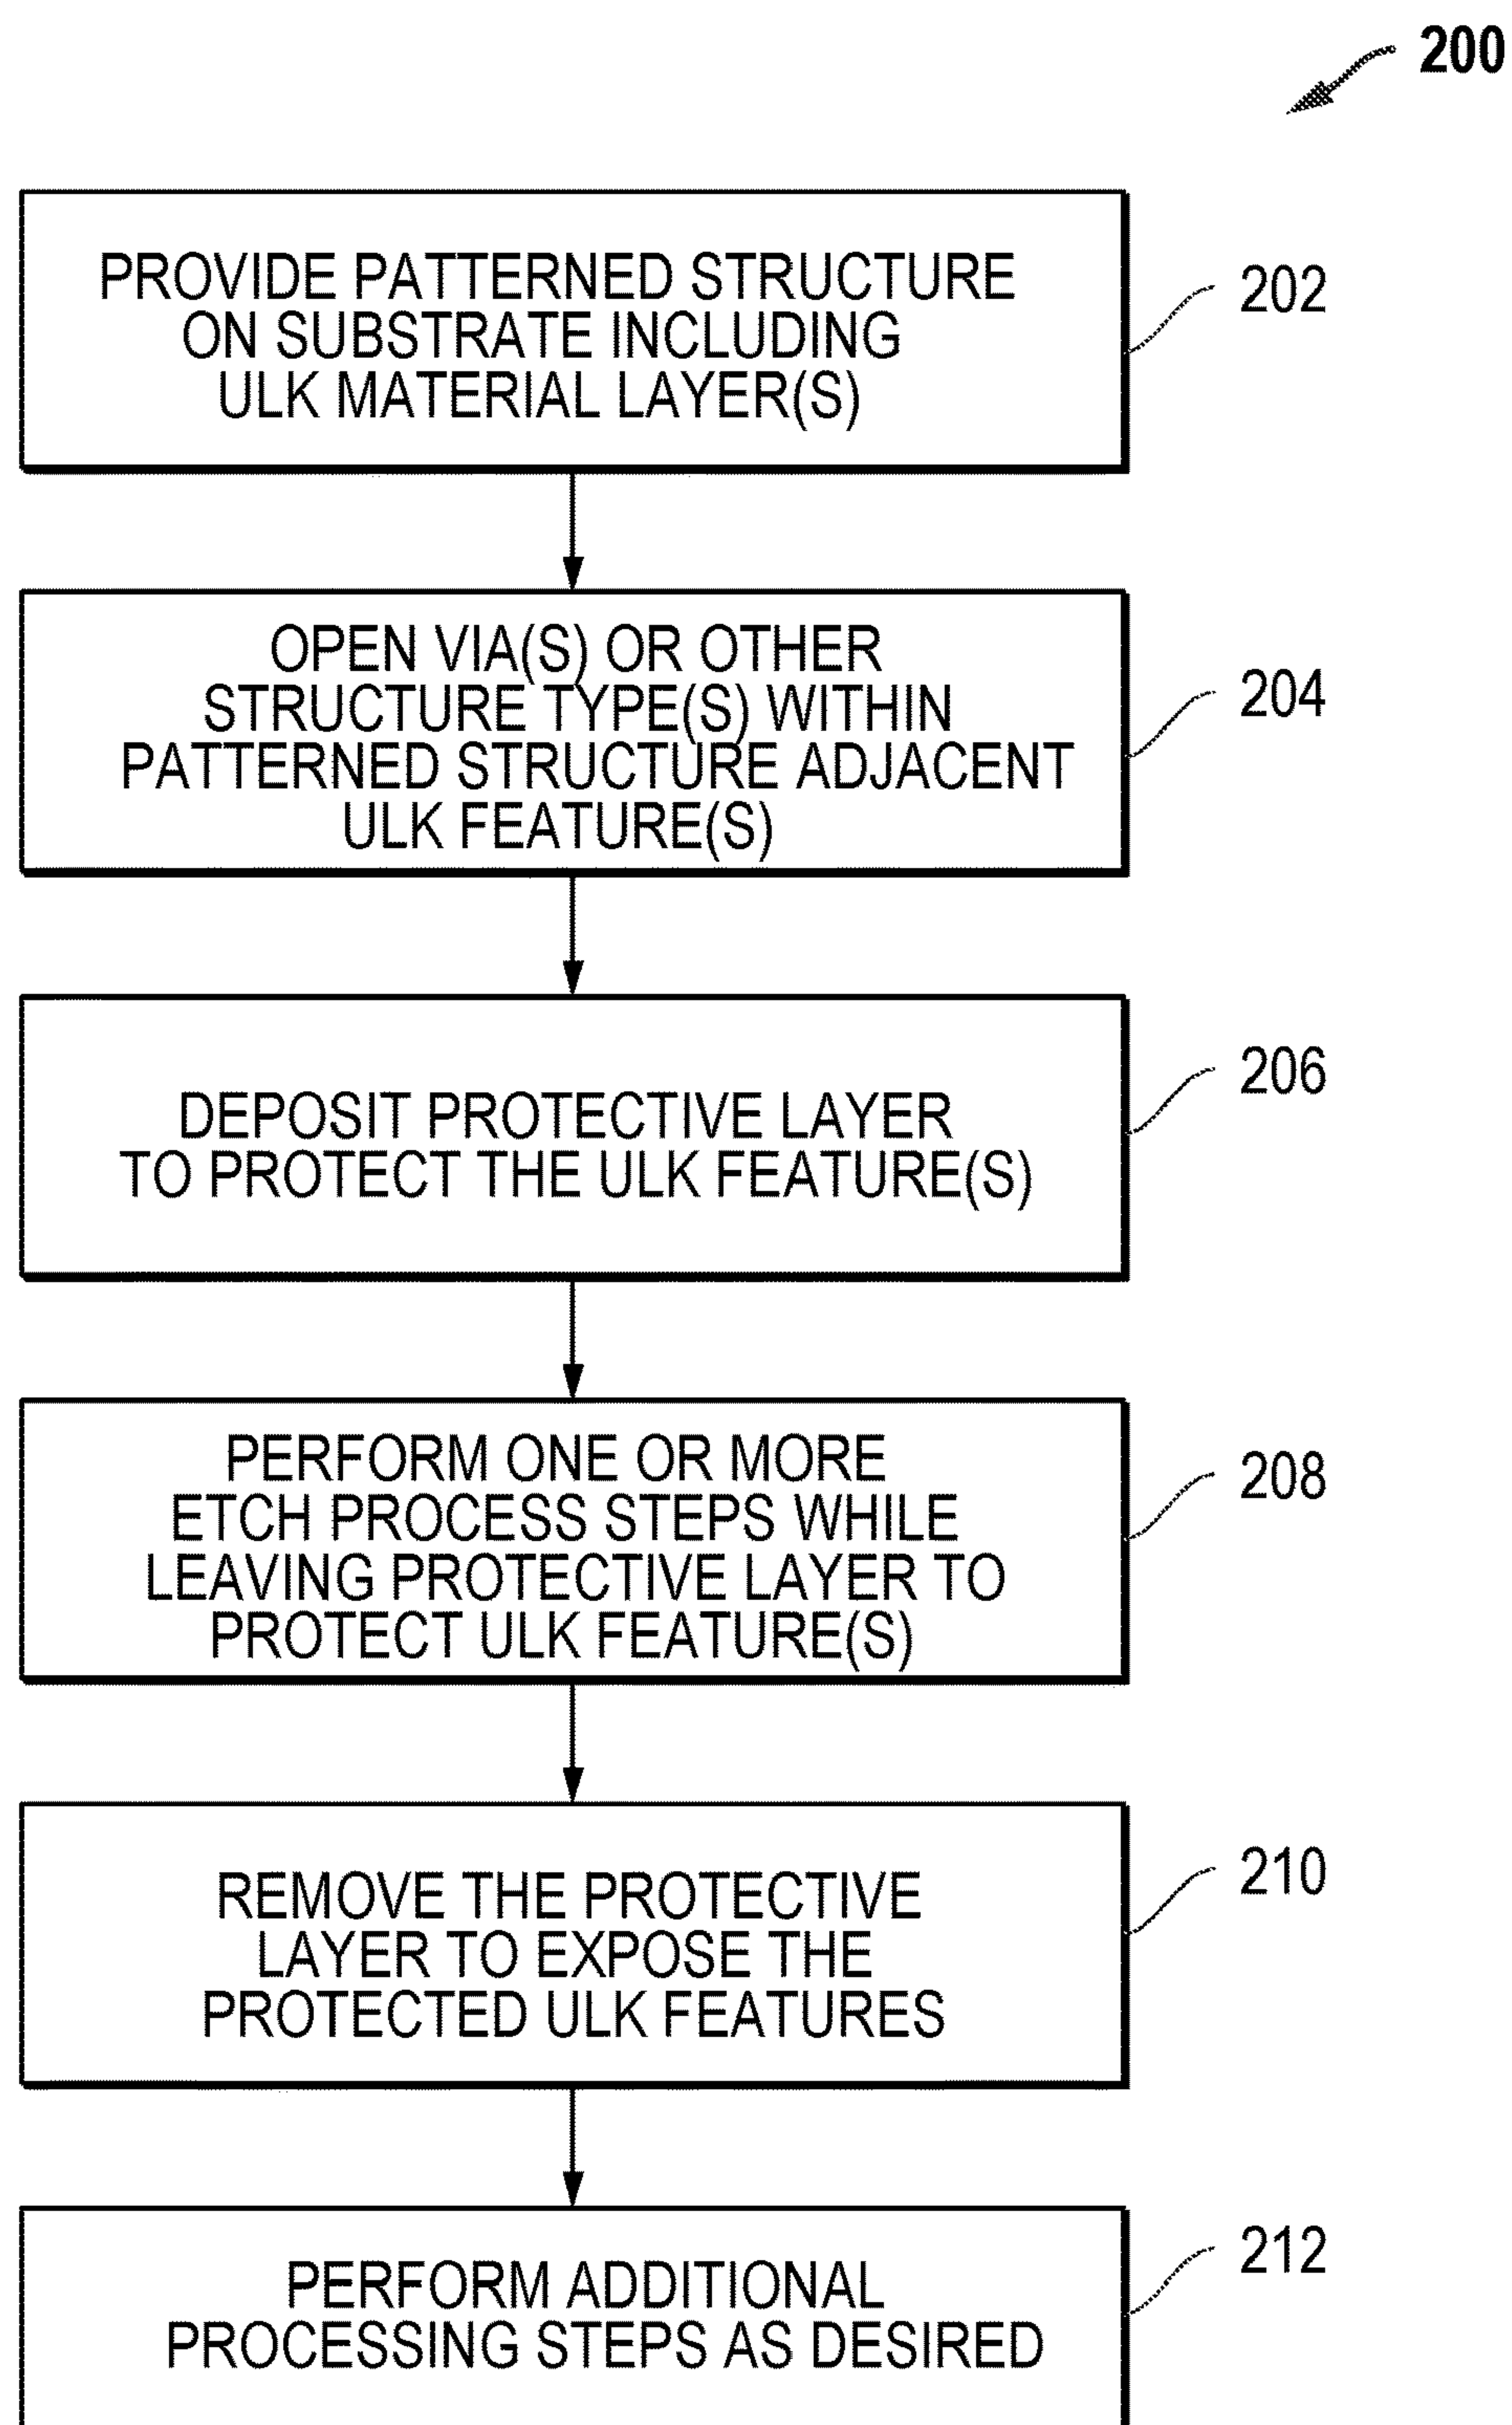 200
PROVIDE PATTERNED STRUCTURE
ON SUBSTRATE INCLUDING
ULK MATERIAL LAYER(S)
202
OPEN VIA(S) OR OTHER
STRUCTURE TYPE(S) WITHIN
PATTERNED STRUCTURE ADJACENT
ULK FEATURE(S)
204
DEPOSIT PROTECTIVE LAYER
TO PROTECT THE ULK FEATURE(S)
206
PERFORM ONE OR MORE
ETCH PROCESS STEPS WHILE
LEAVING PROTECTIVE LAYER TO
PROTECT ULK FEATURE(S)
208
REMOVE THE PROTECTIVE
LAYER TO EXPOSE THE
PROTECTED ULK FEATURES
210
PERFORM ADDITIONAL
PROCESSING STEPS AS DESIRED
212